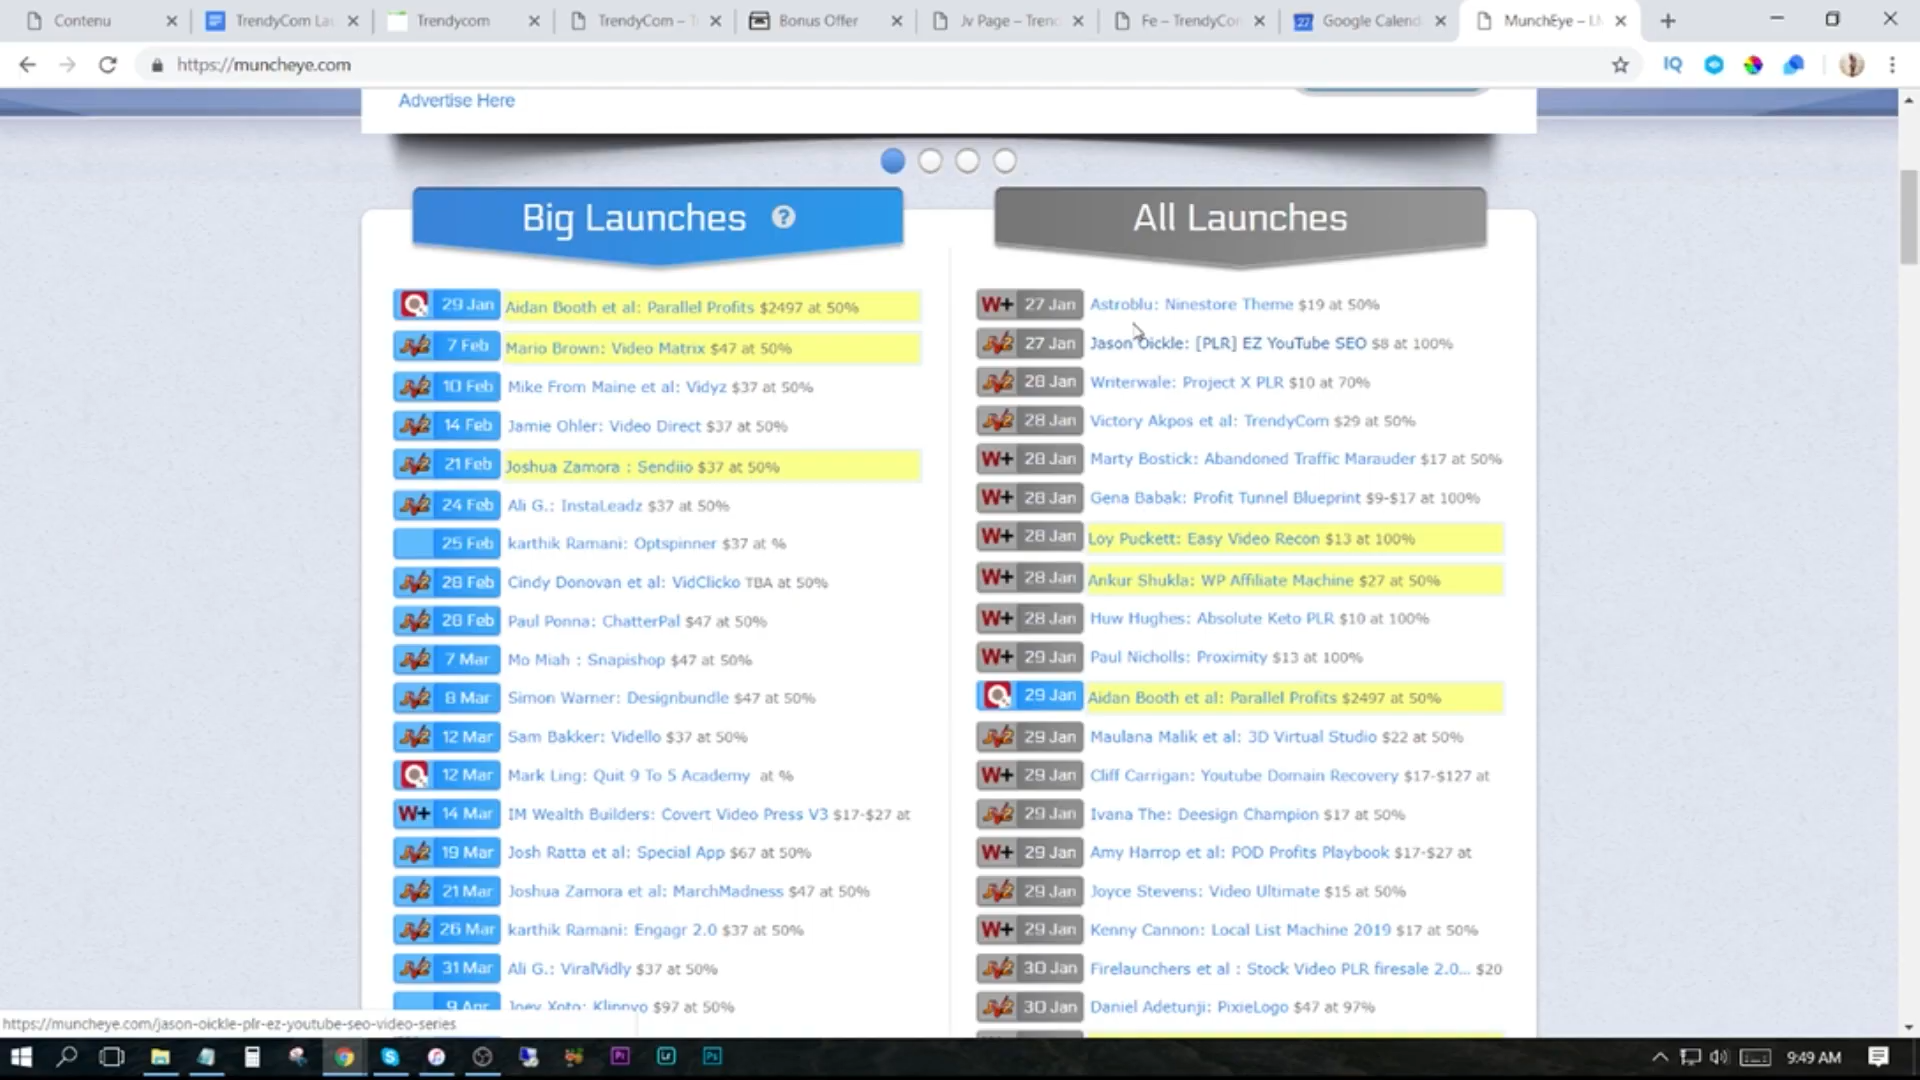 Contenu
TrendyCom Lau
Trendycom
TrendyCom – T
Bonus Offer
Jv Page – Trend
Fe – TrendyCom
Google Calend
MunchEye – I.M
https://muncheye.com
IQ
Advertise Here
Big Launches ?
29 Jan Aidan Booth et al: Parallel Profits $2497 at 50%
7 Feb Mario Brown: Video Matrix $47 at 50%
10 Feb Mike From Maine et al: Vidyz $37 at 50%
14 Feb Jamie Ohler: Video Direct $37 at 50%
21 Feb Joshua Zamora : Sendiio $37 at 50%
24 Feb Ali G.: InstaLeadz $37 at 50%
25 Feb karthik Ramani: Optspinner $37 at %
28 Feb Cindy Donovan et al: VidClicko TBA at 50%
28 Feb Paul Ponna: ChatterPal $47 at 50%
7 Mar Mo Miah : Snapishop $47 at 50%
8 Mar Simon Warner: Designbundle $47 at 50%
12 Mar Sam Bakker: Vidello $37 at 50%
12 Mar Mark Ling: Quit 9 To 5 Academy at %
W+ 14 Mar IM Wealth Builders: Covert Video Press V3 $17-$27 at
19 Mar Josh Ratta et al: Special App $67 at 50%
21 Mar Joshua Zamora et al: MarchMadness $47 at 50%
26 Mar karthik Ramani: Engagr 2.0 $37 at 50%
31 Mar Ali G.: ViralVidly $37 at 50%
9 Apr Joey Xoto: Klippyo $97 at 50%
All Launches
W+ 27 Jan Astroblu: Ninestore Theme $19 at 50%
27 Jan Jason Oickle: [PLR] EZ YouTube SEO $8 at 100%
28 Jan Writerwale: Project X PLR $10 at 70%
28 Jan Victory Akpos et al: TrendyCom $29 at 50%
W+ 28 Jan Marty Bostick: Abandoned Traffic Marauder $17 at 50%
W+ 28 Jan Gena Babak: Profit Tunnel Blueprint $9-$17 at 100%
W+ 28 Jan Loy Puckett: Easy Video Recon $13 at 100%
W+ 28 Jan Ankur Shukla: WP Affiliate Machine $27 at 50%
W+ 28 Jan Huw Hughes: Absolute Keto PLR $10 at 100%
W+ 29 Jan Paul Nicholls: Proximity $13 at 100%
29 Jan Aidan Booth et al: Parallel Profits $2497 at 50%
29 Jan Maulana Malik et al: 3D Virtual Studio $22 at 50%
W+ 29 Jan Cliff Carrigan: Youtube Domain Recovery $17-$127 at
29 Jan Ivana The: Deesign Champion $17 at 50%
W+ 29 Jan Amy Harrop et al: POD Profits Playbook $17-$27 at
29 Jan Joyce Stevens: Video Ultimate $15 at 50%
W+ 29 Jan Kenny Cannon: Local List Machine 2019 $17 at 50%
30 Jan Firelaunchers et al : Stock Video PLR firesale 2.0... $20
30 Jan Daniel Adetunji: PixieLogo $47 at 97%
https://muncheye.com/jason-oickle-plr-ez-youtube-seo-video-series
9:49 AM